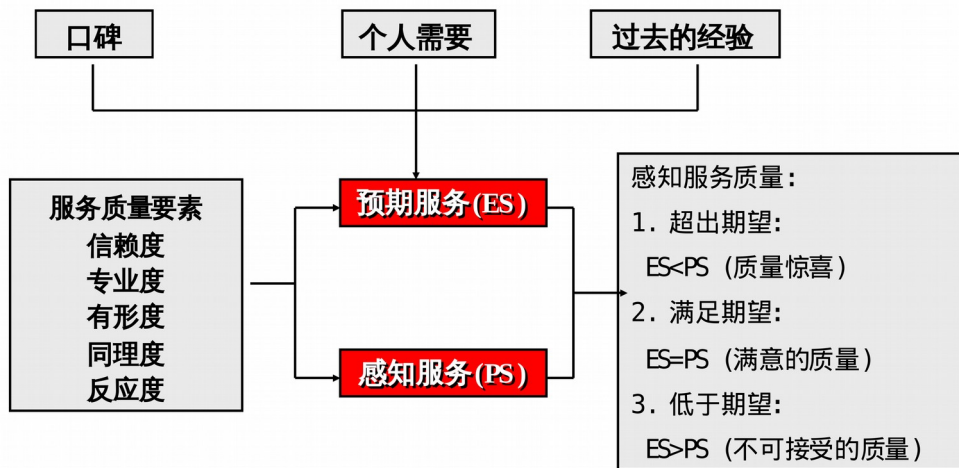 口碑
个人需要
过去的经验
服务质量要素
信赖度
专业度
有形度
同理度
反应度
预期服务(ES)
感知服务(PS)
感知服务质量:
1. 超出期望:
ES<PS (质量惊喜)
2. 满足期望:
ES=PS (满意的质量)
3. 低于期望:
ES>PS (不可接受的质量)